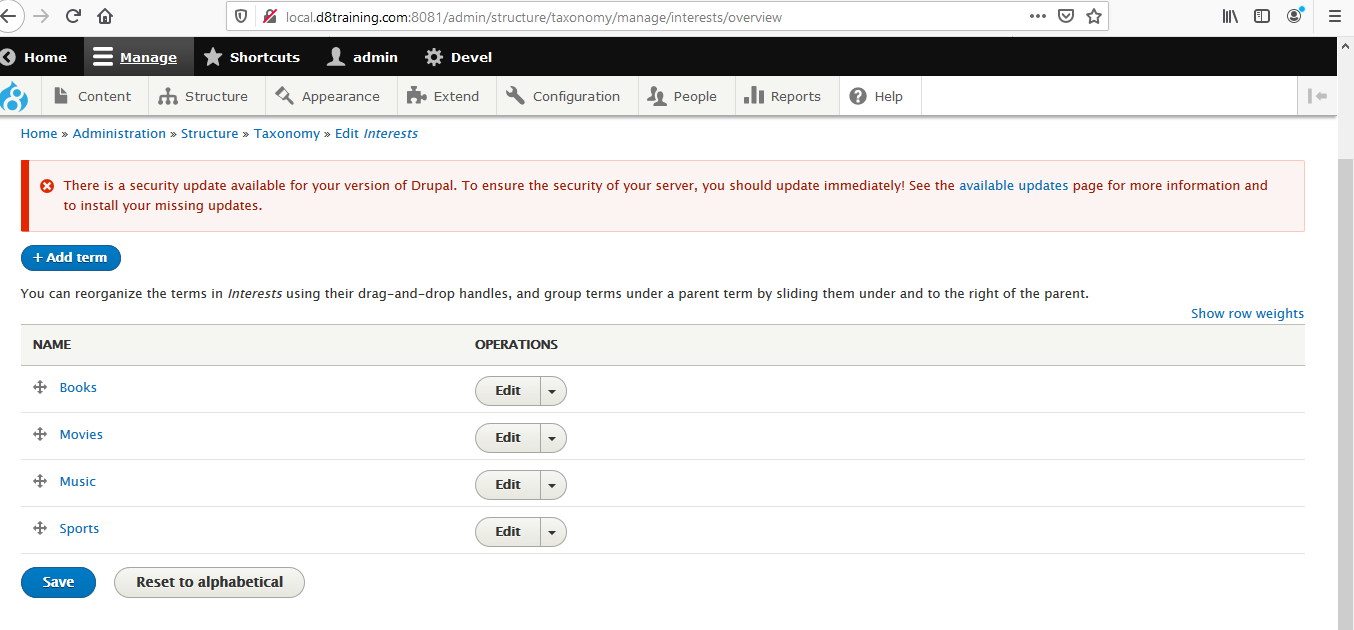 local.d8training.com:8081/admin/structure/taxonomy/manage/interests/overview
Home Manage Shortcuts admin Devel
Content Structure Appearance Extend Configuration People Reports Help
Home » Administration » Structure » Taxonomy » Edit Interests
There is a security update available for your version of Drupal. To ensure the security of your server, you should update immediately! See the available updates page for more information and
to install your missing updates.
+ Add term
You can reorganize the terms in Interests using their drag-and-drop handles, and group terms under a parent term by sliding them under and to the right of the parent.
Show row weights
NAME OPERATIONS
Books Edit
Movies Edit
Music Edit
Sports Edit
Save Reset to alphabetical